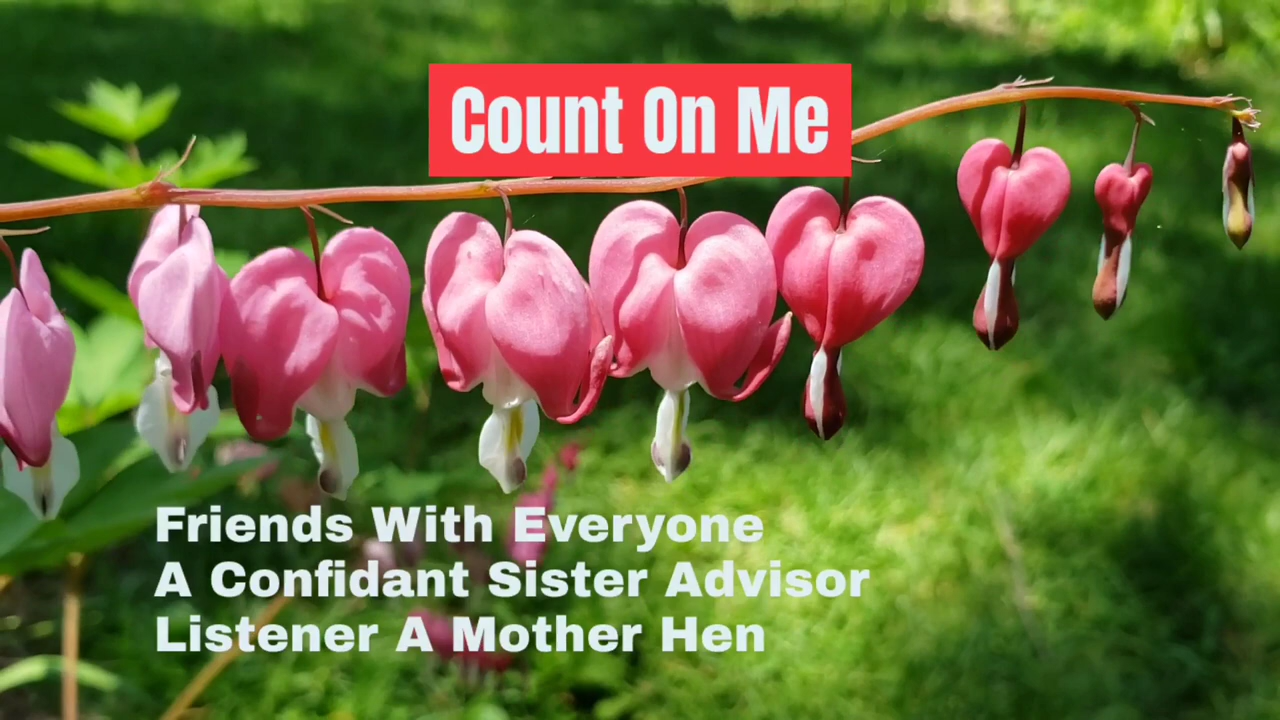 Count On Me
Friends With Everyone
A Confidant Sister Advisor
Listener A Mother Hen